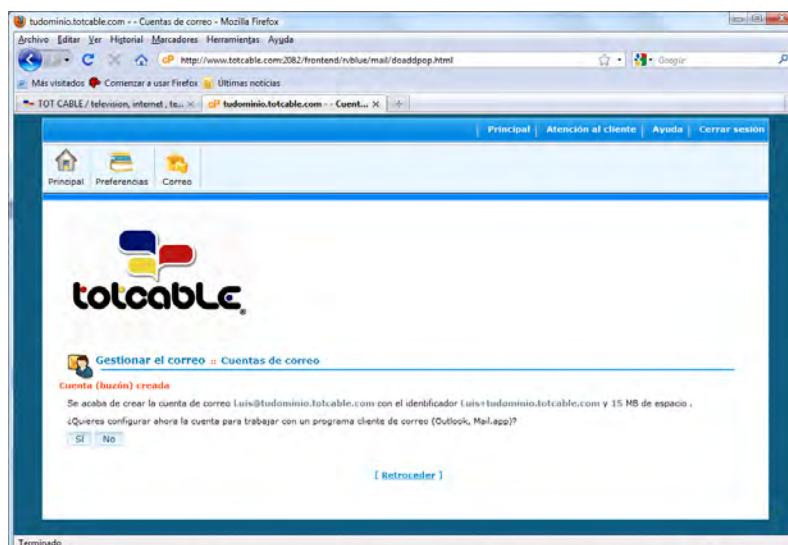 tudominio.totcable.com - - Cuentas de correo - Mozilla Firefox
Archivo Editar Ver Historial Marcadores Herramientas Ayuda
cP http://www.totcable.com:2082/frontend/rvblue/mail/doaddpop.html Google
Más visitados Comenzar a usar Firefox Últimas noticias
TOT CABLE / television, internet , te... cP tudominio.totcable.com - - Cuent...
Principal Atención al cliente Ayuda Cerrar sesión
Principal Preferencias Correo
totcable
Gestionar el correo :: Cuentas de correo
Cuenta (buzón) creada
Se acaba de crear la cuenta de correo Luis@tudominio.totcable.com con el identificador Luis+tudominio.totcable.com y 15 MB de espacio .
¿Quieres configurar ahora la cuenta para trabajar con un programa cliente de correo (Outlook, Mail.app)?
Sí No
[ Retroceder ]
Terminado